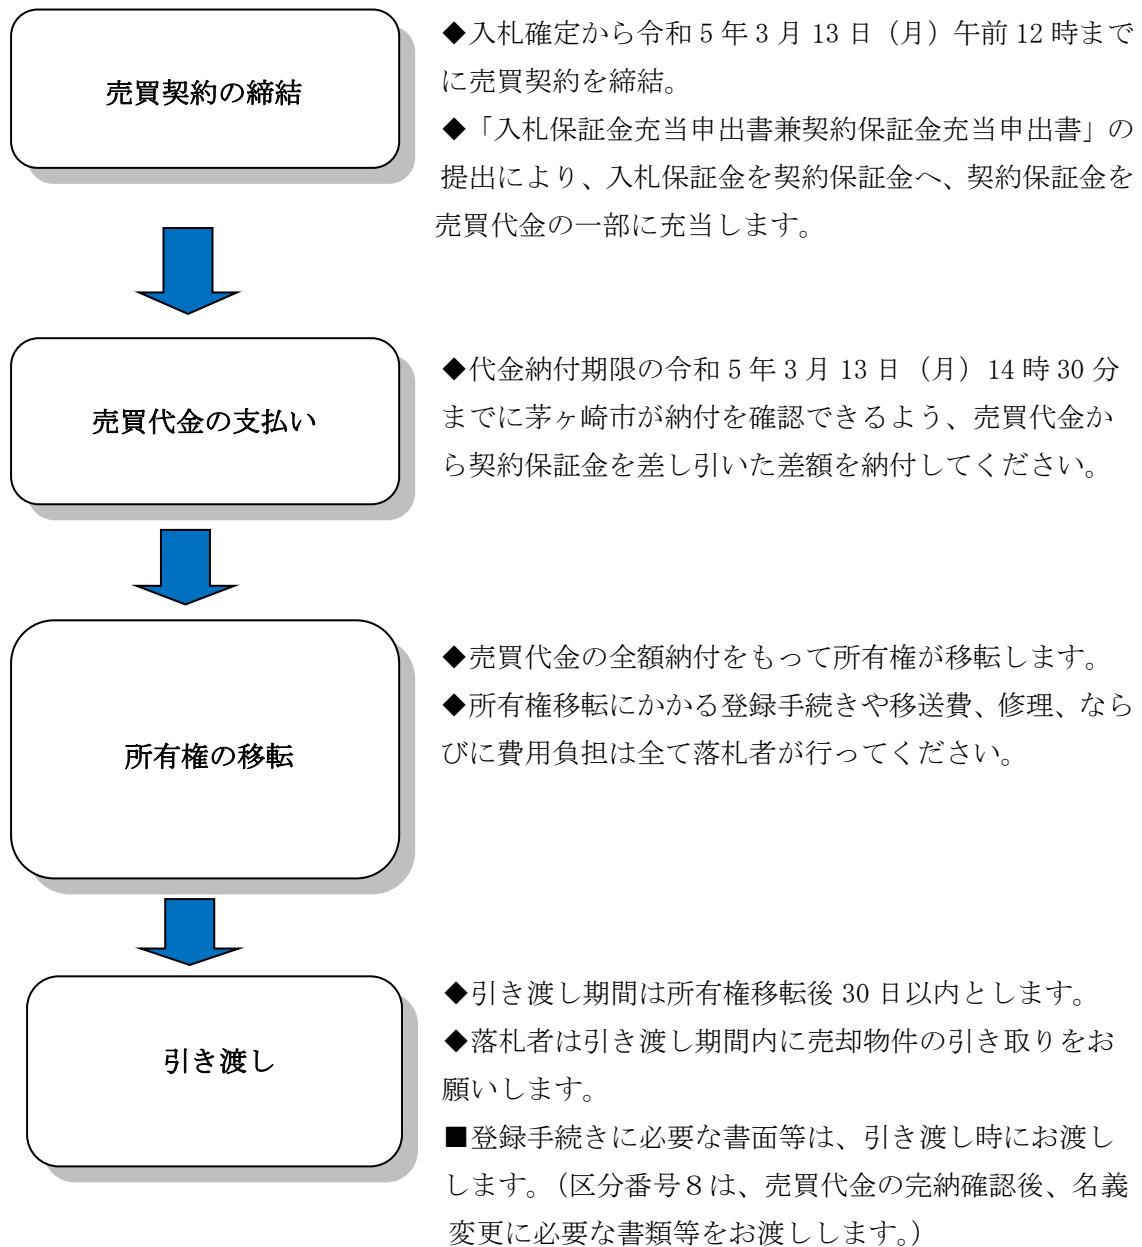 売買契約の締結
◆入札確定から令和5年3月13日（月）午前12時まで
に売買契約を締結。
◆「入札保証金充当申出書兼契約保証金充当申出書」の
提出により、入札保証金を契約保証金へ、契約保証金を
売買代金の一部に充当します。
売買代金の支払い
◆代金納付期限の令和5年3月13日（月）14時30分
までに茅ヶ崎市が納付を確認できるよう、売買代金か
ら契約保証金を差し引いた差額を納付してください。
所有権の移転
◆売買代金の全額納付をもって所有権が移転します。
◆所有権移転にかかる登録手続きや移送費、修理、なら
びに費用負担は全て落札者が行ってください。
引き渡し
◆引き渡し期間は所有権移転後30日以内とします。
◆落札者は引き渡し期間内に売却物件の引き取りをお
願いします。
■登録手続きに必要な書面等は、引き渡し時にお渡し
します。（区分番号８は、売買代金の完納確認後、名義
変更に必要な書類等をお渡しします。）